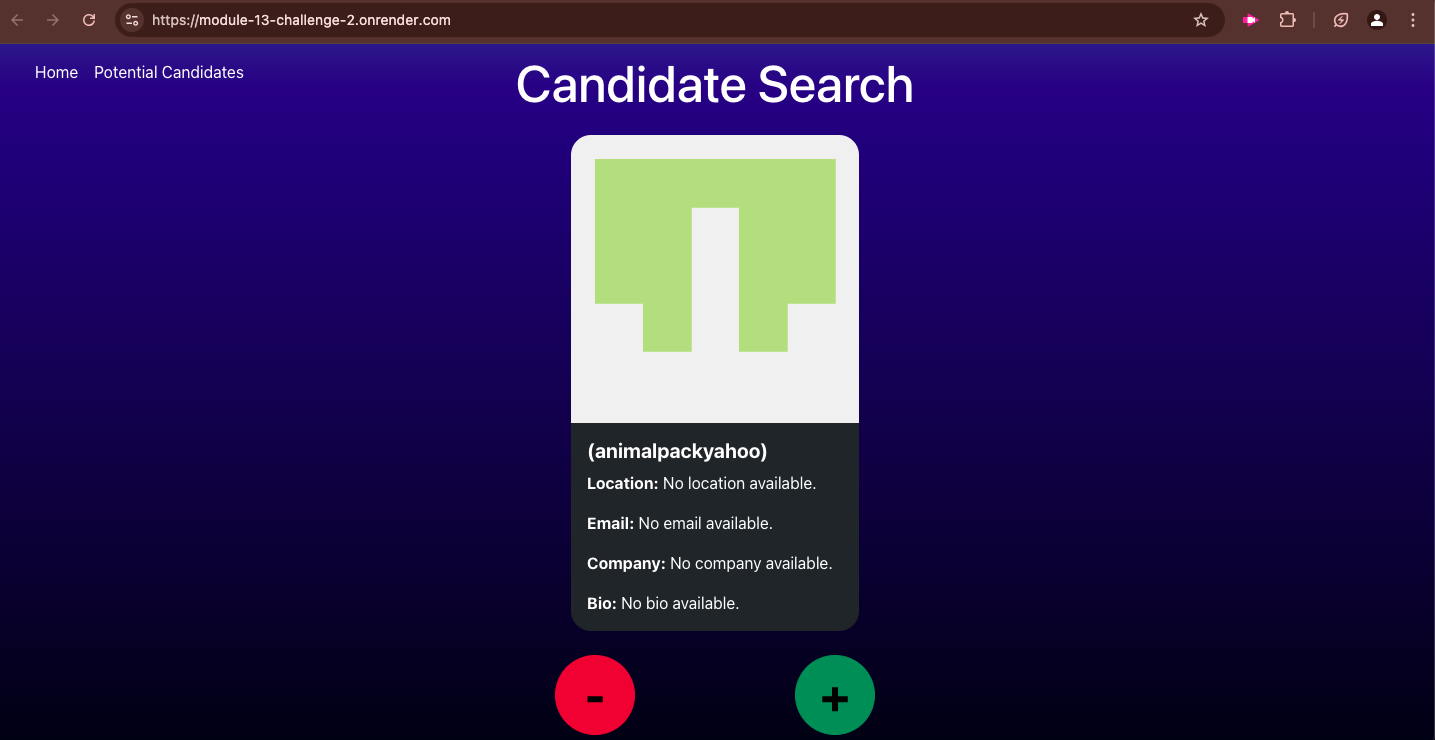 https://module-13-challenge-2.onrender.com
Home Potential Candidates
Candidate Search
(animalpackyahoo)
Location: No location available.
Email: No email available.
Company: No company available.
Bio: No bio available.
- +